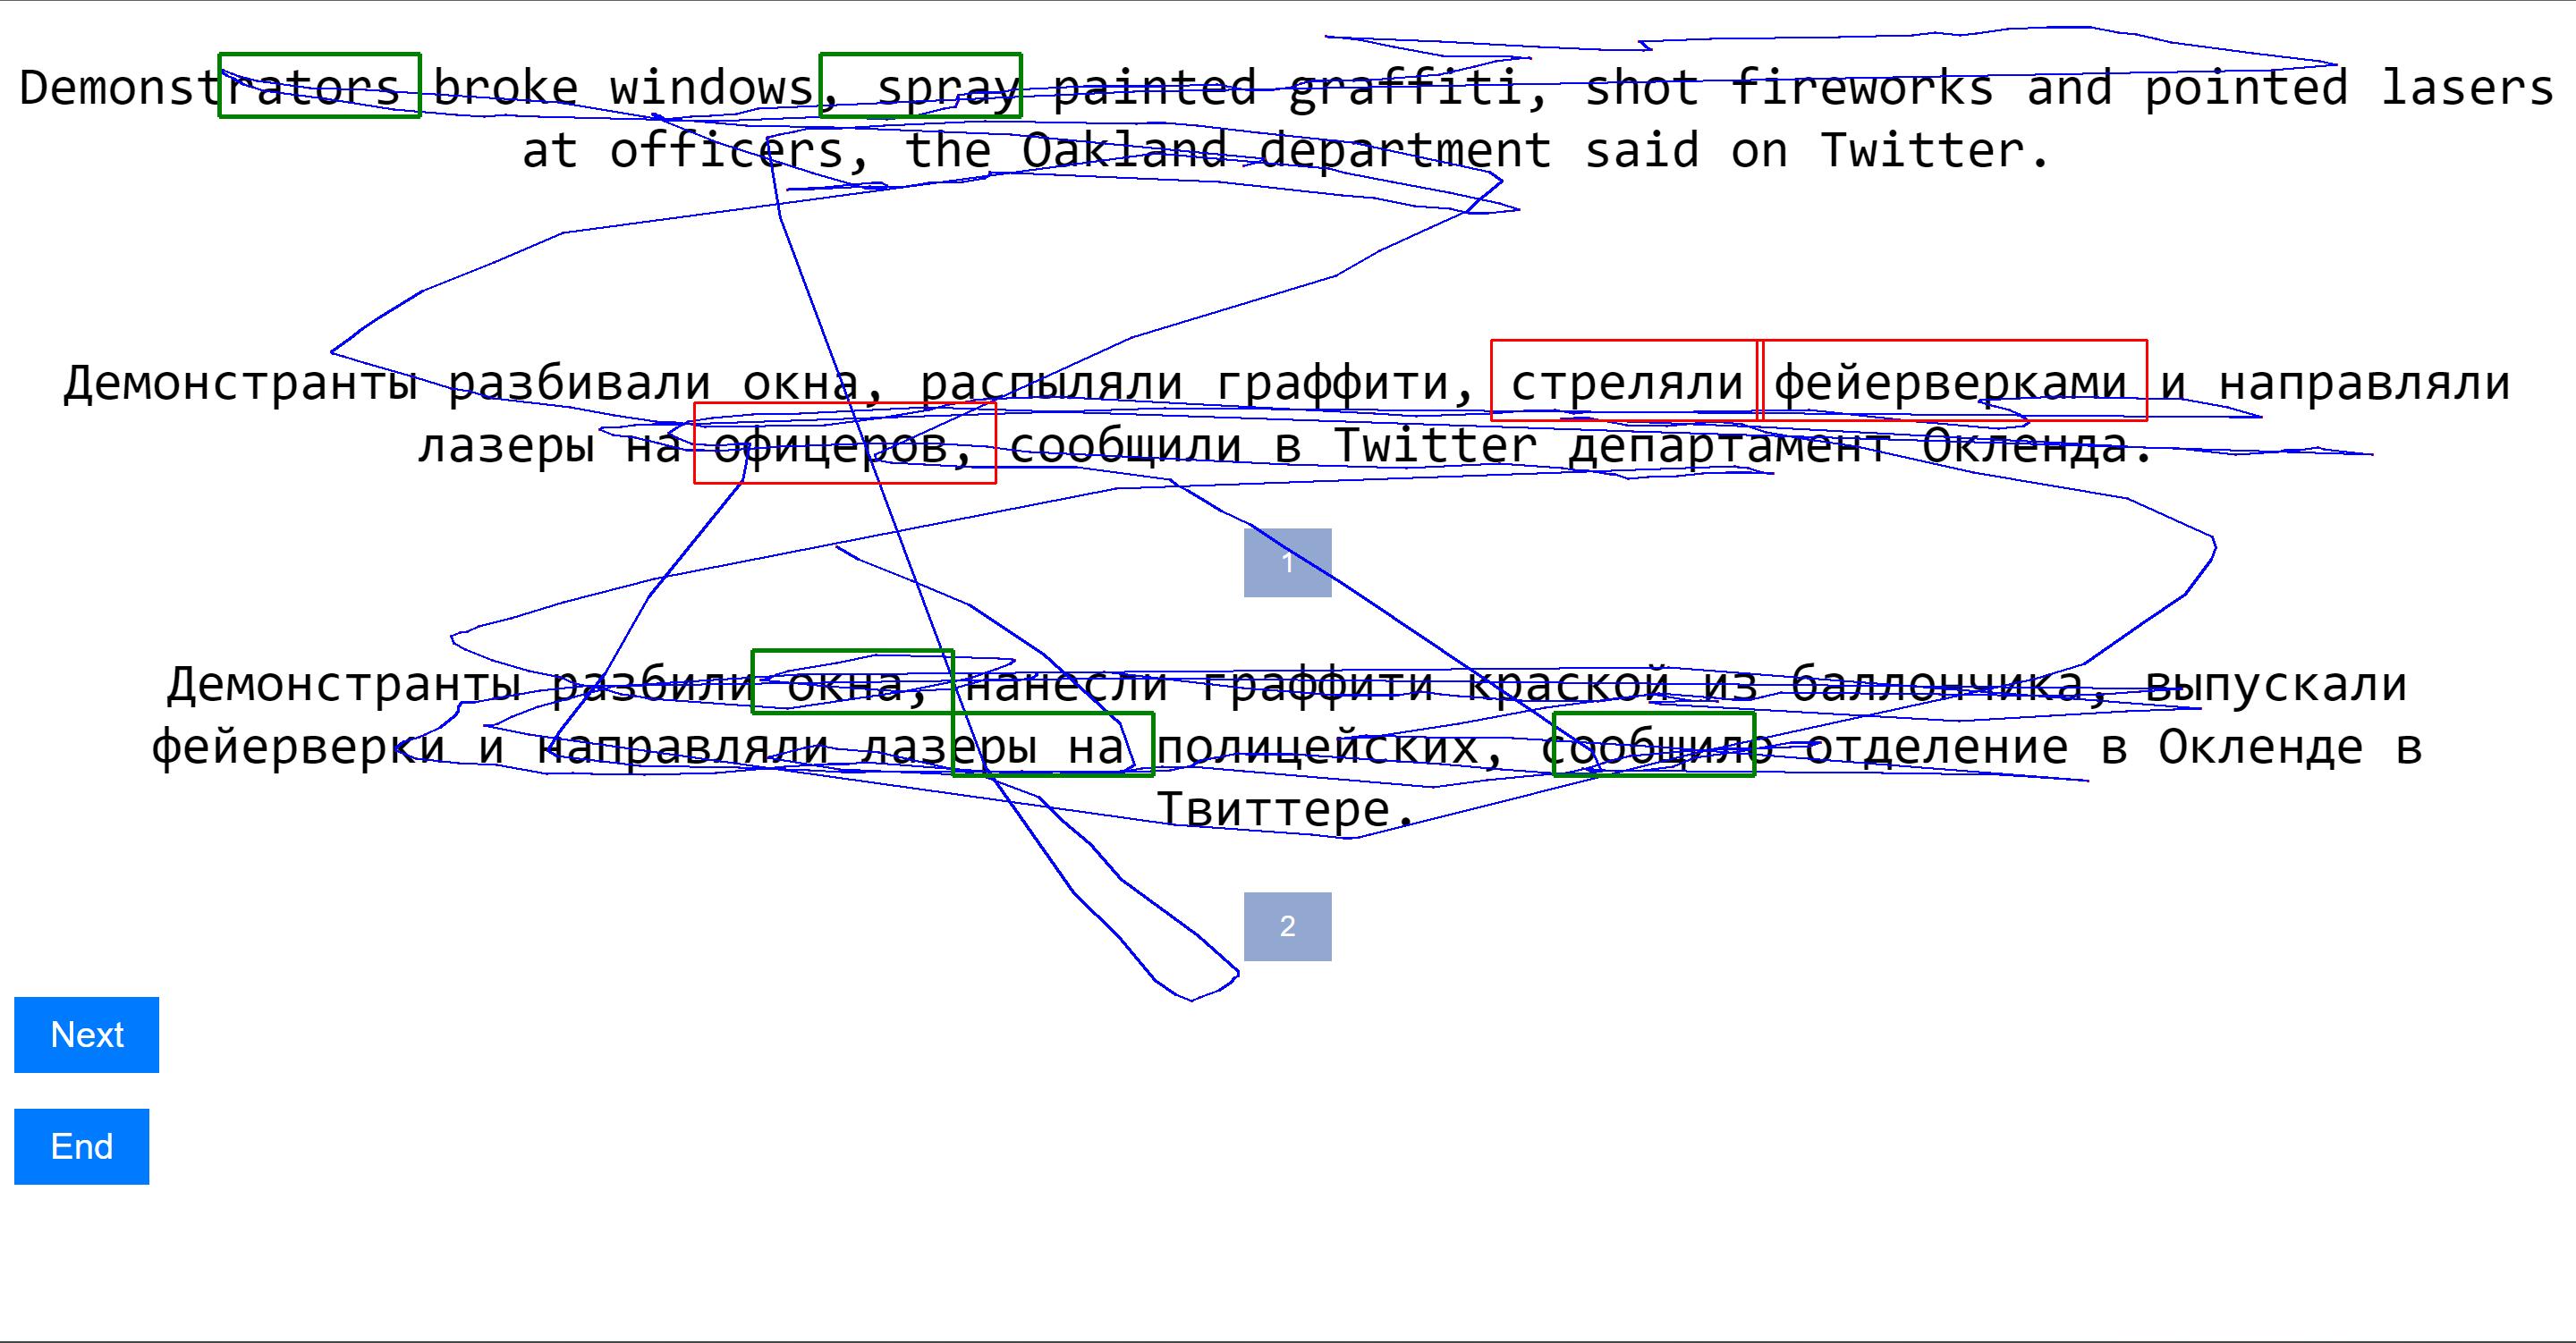 Demonstrators broke windows, spray painted graffiti, shot fireworks and pointed lasers
at officers, the Oakland department said on Twitter.
Демонстранты разбивали окна, распыляли граффити, стреляли фейерверками и направляли
лазеры на офицеров, сообщили в Twitter департамент Окленда.
1
Демонстранты разбили окна, нанесли граффити краской из баллончика, выпускали
фейерверки и направляли лазеры на полицейских, сообщило отделение в Окленде в
Твиттере.
2
Next
End